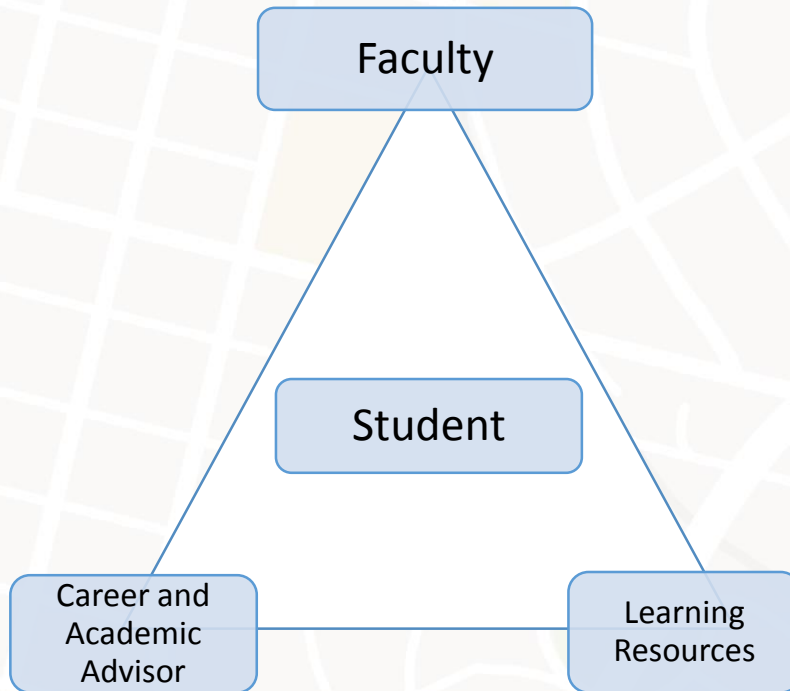 Faculty
Student
Career and
Academic
Advisor
Learning
Resources